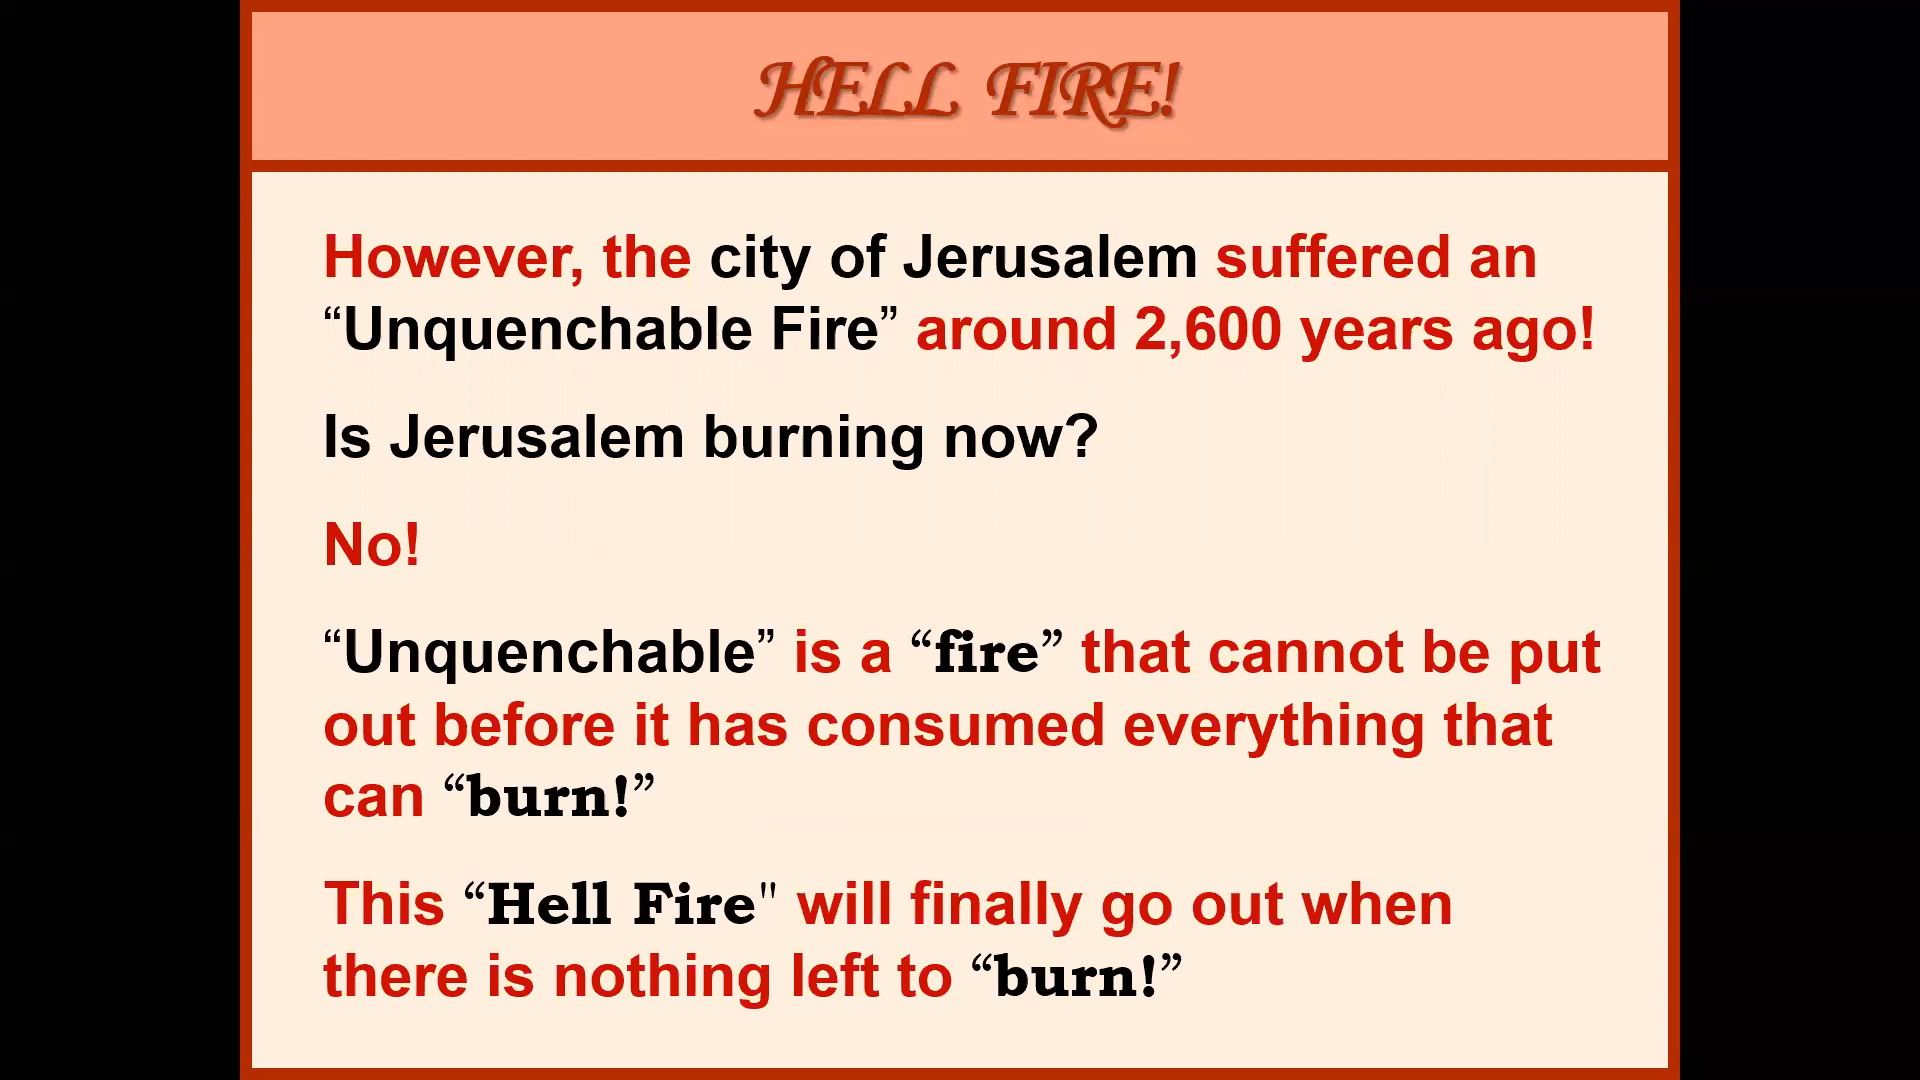 HELL FIRE!
However, the city of Jerusalem suffered an
“Unquenchable Fire” around 2,600 years ago!
Is Jerusalem burning now?
No!
“Unquenchable” is a “fire” that cannot be put
out before it has consumed everything that
can “burn!”
This “Hell Fire" will finally go out when
there is nothing left to “burn!”